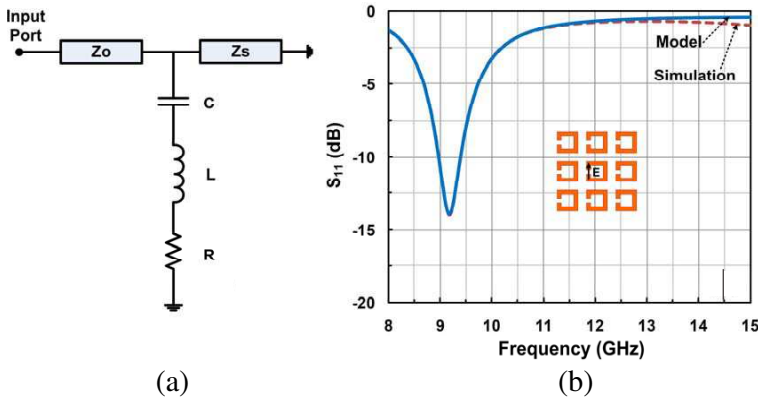 Input
Port
Zo
Zs
C
L
R
(a)
S11 (dB)
0
-5
-10
-15
-20
Model
Simulation
E
8
9
10
11
12
13
14
15
Frequency (GHz)
(b)